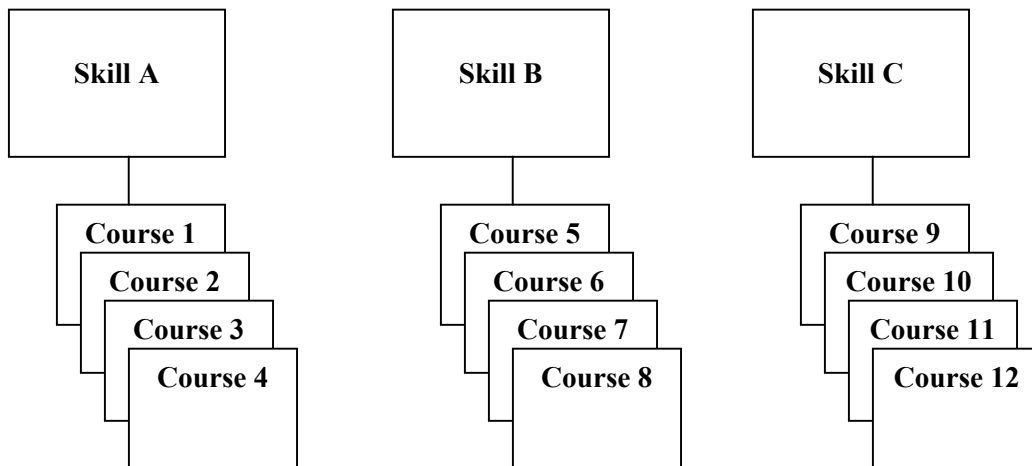 Skill A
Skill B
Skill C
Course 1
Course 5
Course 9
Course 2
Course 6
Course 10
Course 3
Course 7
Course 11
Course 4
Course 8
Course 12